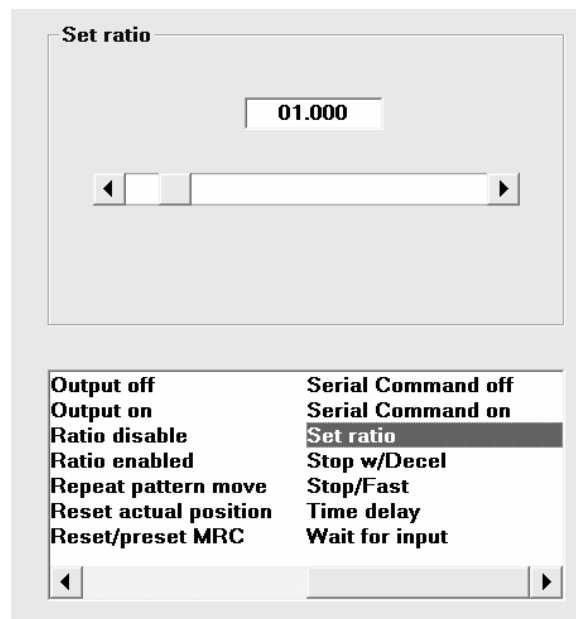 Set ratio
01.000
Output off
Output on
Ratio disable
Ratio enabled
Repeat pattern move
Reset actual position
Reset/preset MRC
Serial Command off
Serial Command on
Set ratio
Stop w/Decel
Stop/Fast
Time delay
Wait for input